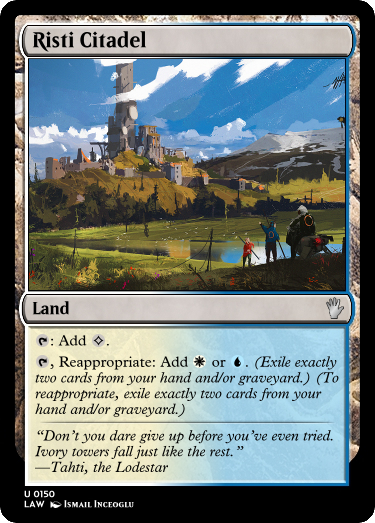 Risti Citadel
Land
: Add .
, Reappropriate: Add or . (Exile exactly
two cards from your hand and/or graveyard.) (To
reappropriate, exile exactly two cards from your
hand and/or graveyard.)
“Don’t you dare give up before you’ve even tried.
Ivory towers fall just like the rest.”
—Tahti, the Lodestar
U 0150
LAW Ismail Inceoglu